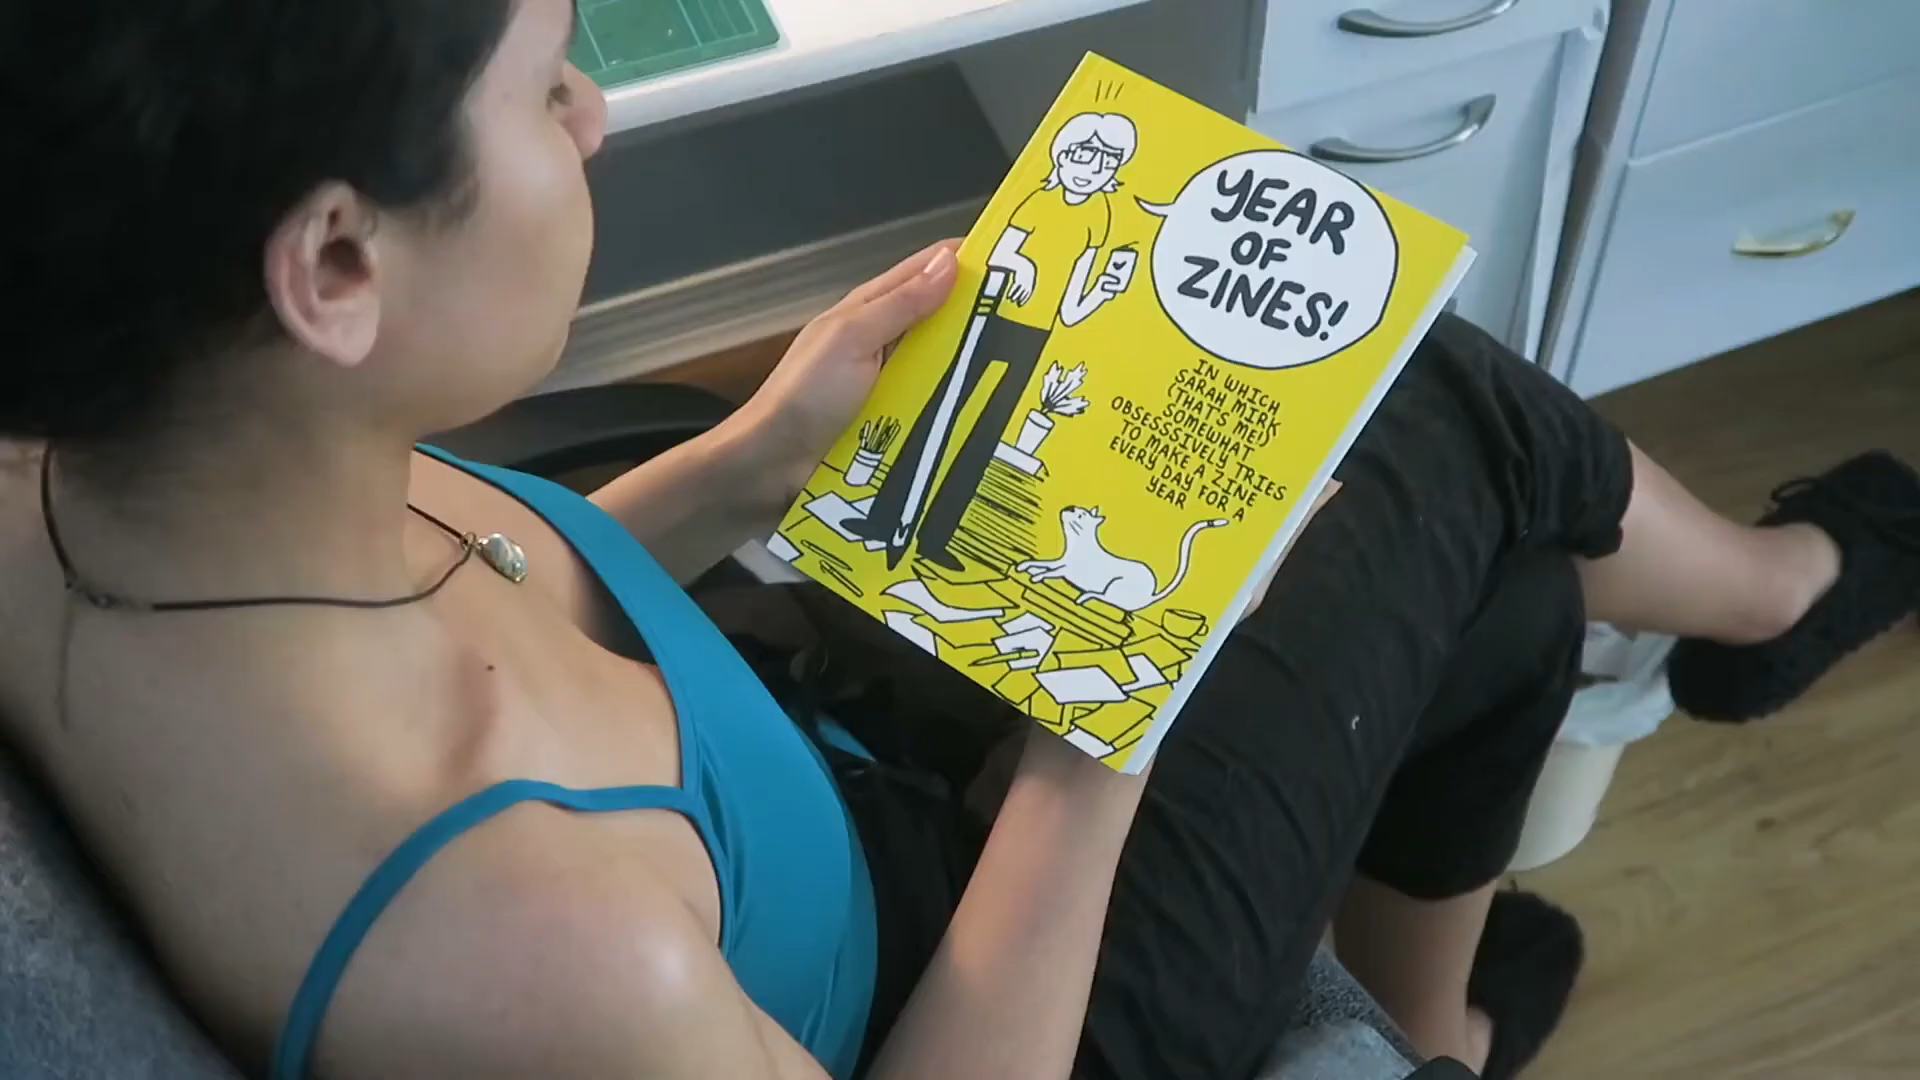 YEAR
OF
ZINES!
IN WHICH
SARAH MIRK
(THAT'S ME!)
SOMEWHAT
OBSESSSIVELY TRIES
TO MAKE A ZINE
EVERY DAY FOR A
YEAR